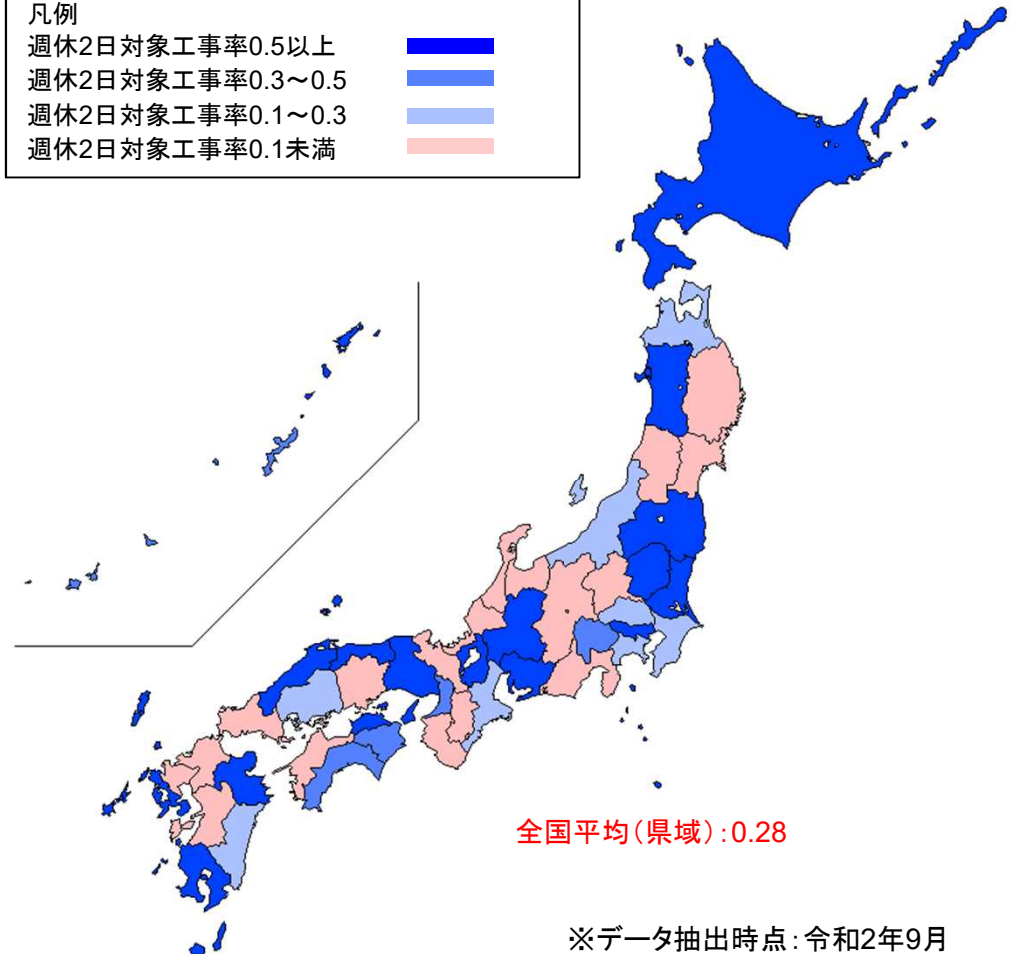 凡例
週休2日対象工事率0.5以上
週休2日対象工事率0.3～0.5
週休2日対象工事率0.1～0.3
週休2日対象工事率0.1未満
全国平均（県域）：0.28
※データ抽出時点：令和2年9月